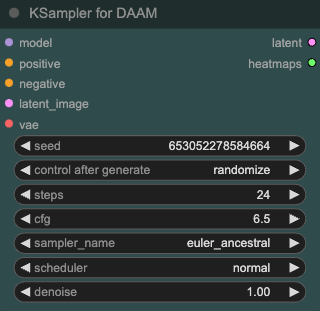 KSampler for DAAM
model latent
positive heatmaps
negative
latent_image
vae
seed 653052278584664
control after generate randomize
steps 24
cfg 6.5
sampler_name euler_ancestral
scheduler normal
denoise 1.00